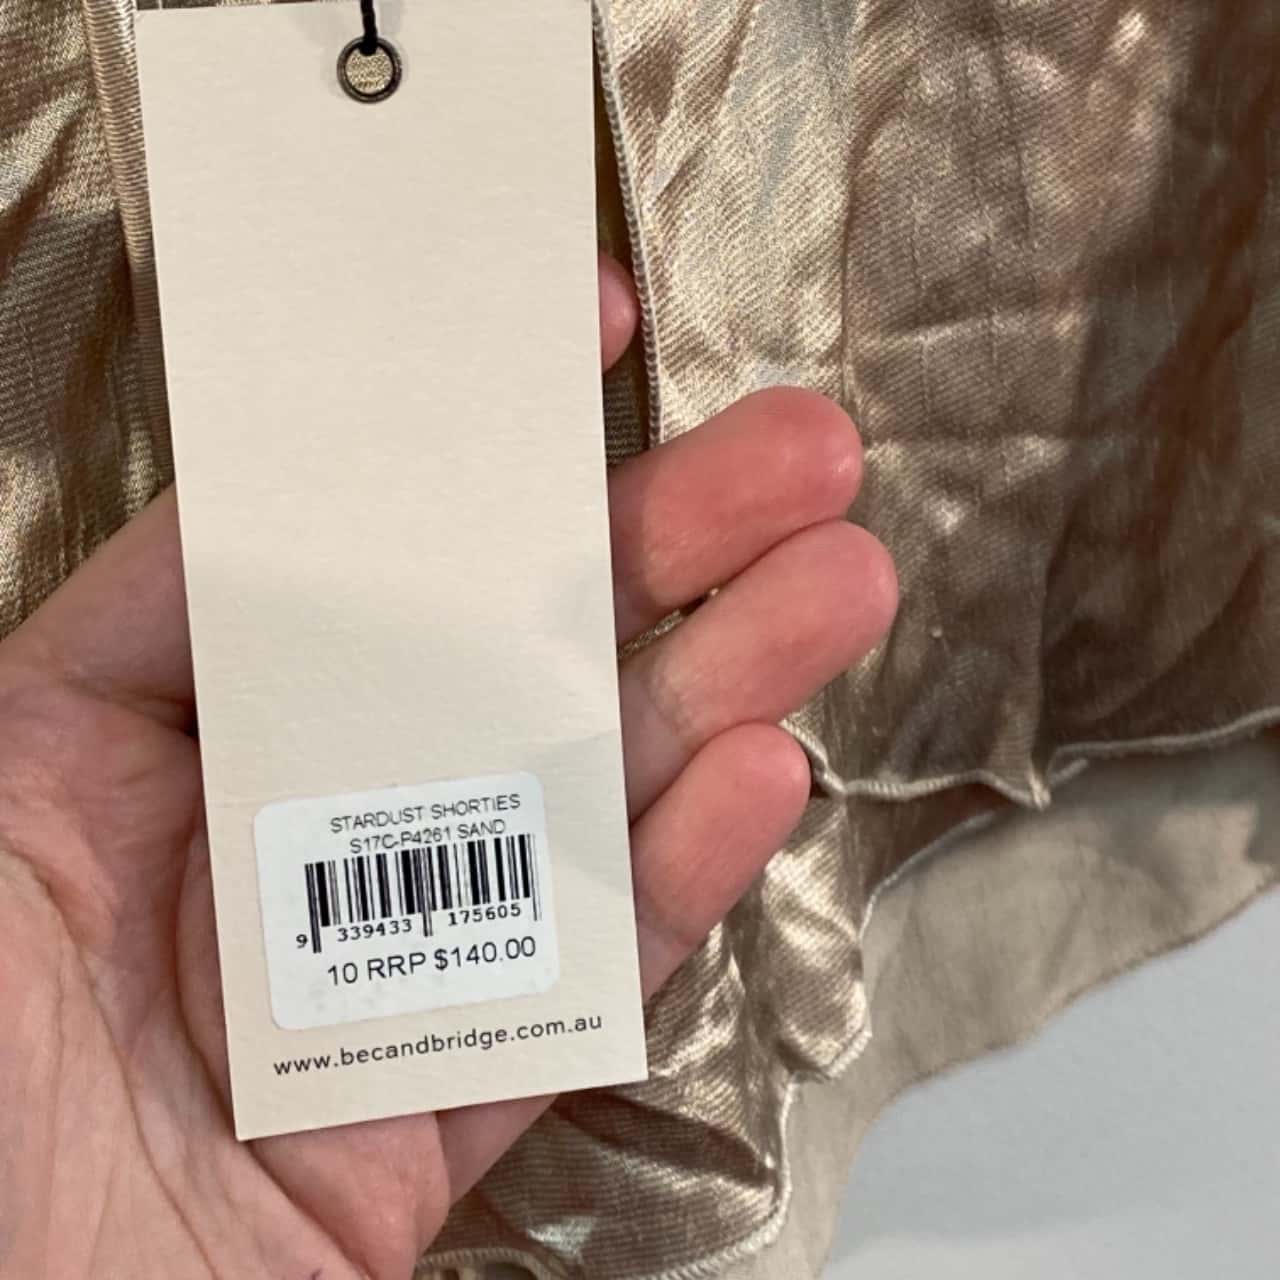 STARDUST SHORTIES
S17C-P4261 SAND
9 339433 175605
10 RRP $140.00
www.becandbridge.com.au